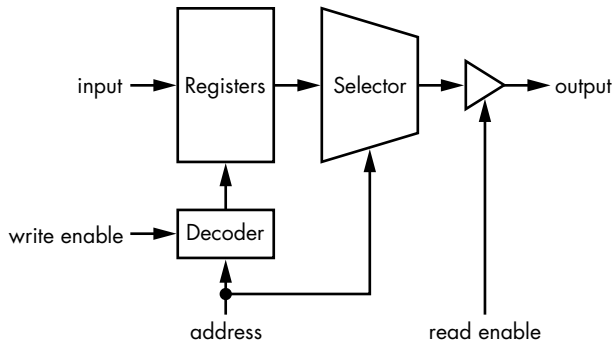 input
Registers
Selector
output
write enable
Decoder
address
read enable